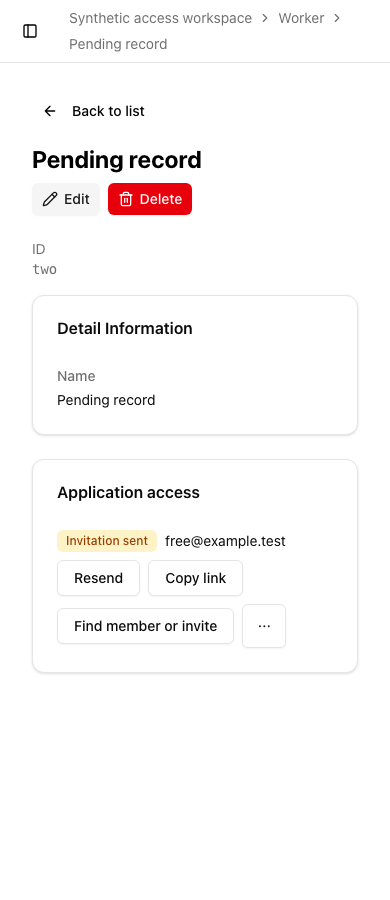 Synthetic access workspace > Worker >
Pending record
Back to list
Pending record
Edit
Delete
ID
two
Detail Information
Name
Pending record
Application access
Invitation sent free@example.test
Resend
Copy link
Find member or invite
...